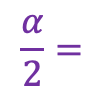 α/2 =